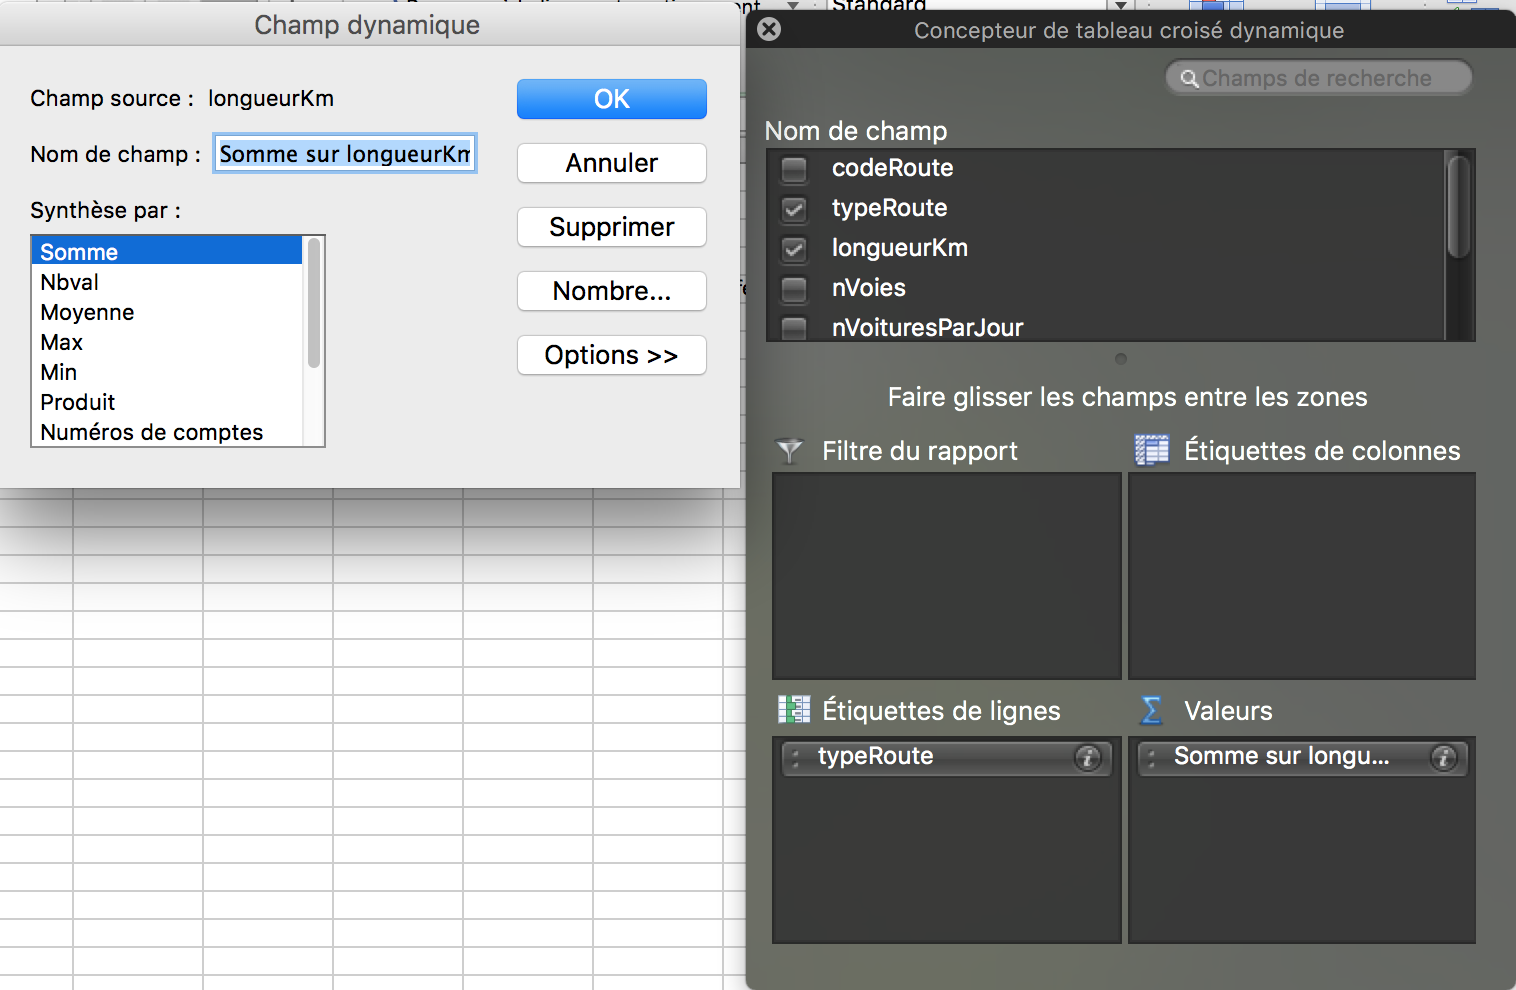 Standard
Champ dynamique
Champ source : longueurKm
Nom de champ : Somme sur longueurKm
Synthèse par :
Somme
Nbval
Moyenne
Max
Min
Produit
Numéros de comptes
OK
Annuler
Supprimer
Nombre...
Options >>
Concepteur de tableau croisé dynamique
Champs de recherche
Nom de champ
codeRoute
typeRoute
longueurKm
nVoies
nVoituresParJour
Faire glisser les champs entre les zones
Filtre du rapport
Étiquettes de colonnes
Étiquettes de lignes
Valeurs
typeRoute
Somme sur longu...